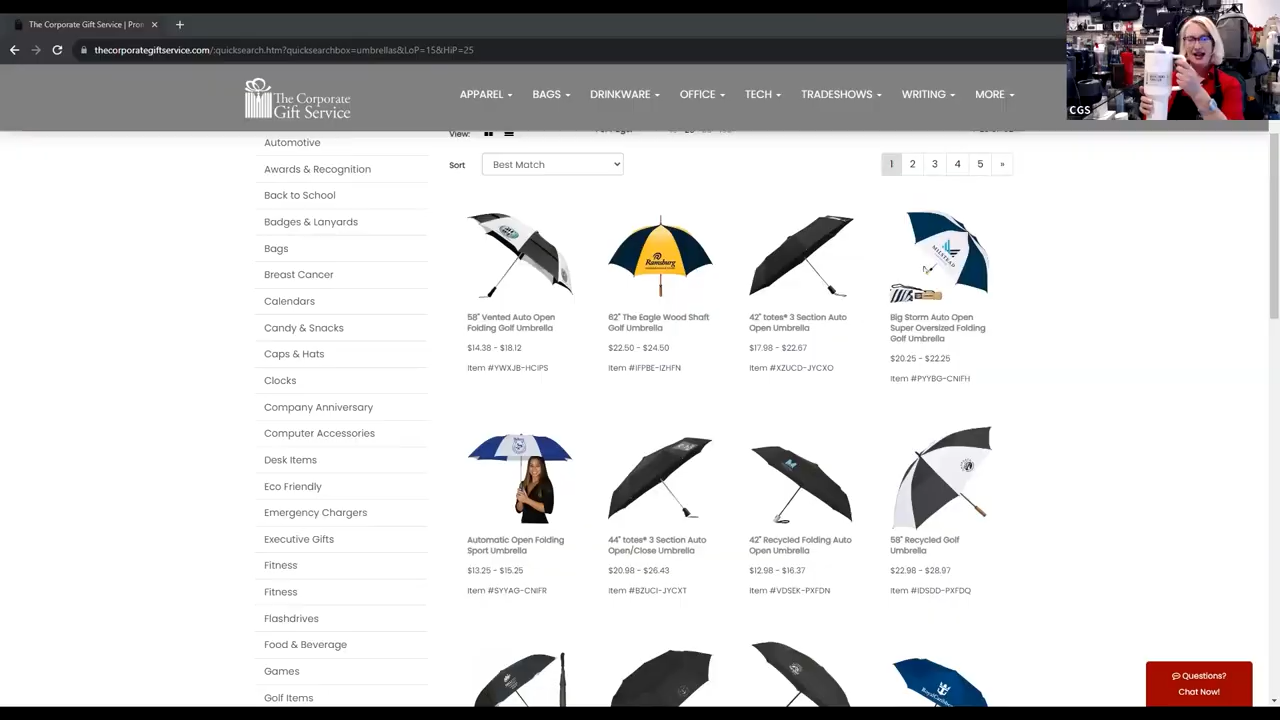 The Corporate Gift Service | Pro
thecorporategiftservice.com/:quicksearch.htm?quicksearchbox=umbrellas&LoP=15&HiP=25
The Corporate
Gift Service
APPAREL BAGS DRINKWARE OFFICE TECH TRADESHOWS WRITING MORE
CGS
Automotive
Awards & Recognition
Back to School
Badges & Lanyards
Bags
Breast Cancer
Calendars
Candy & Snacks
Caps & Hats
Clocks
Company Anniversary
Computer Accessories
Desk Items
Eco Friendly
Emergency Chargers
Executive Gifts
Fitness
Fitness
Flashdrives
Food & Beverage
Games
Golf Items
View:
Sort
Best Match
1 2 3 4 5 »
58" Vented Auto Open
Folding Golf Umbrella
$14.38 - $18.12
Item #YWXJB-HCIPS
Ramsburg
62" The Eagle Wood Shaft
Golf Umbrella
$22.50 - $24.50
Item #IFPBE-IZHFN
42" totes® 3 Section Auto
Open Umbrella
$17.98 - $22.67
Item #XZUCD-JYCXO
MILSTEAD
Big Storm Auto Open
Super Oversized Folding
Golf Umbrella
$20.25 - $22.25
Item #PYYBG-CNIFH
Automatic Open Folding
Sport Umbrella
$13.25 - $15.25
Item #SYYAG-CNIFR
44" totes® 3 Section Auto
Open/Close Umbrella
$20.98 - $26.43
Item #BZUCI-JYCXT
42" Recycled Folding Auto
Open Umbrella
$12.98 - $16.37
Item #VDSEK-PXFDN
58" Recycled Golf
Umbrella
$22.98 - $28.97
Item #IDSDD-PXFDQ
RoyalCaribbean
Questions?
Chat Now!